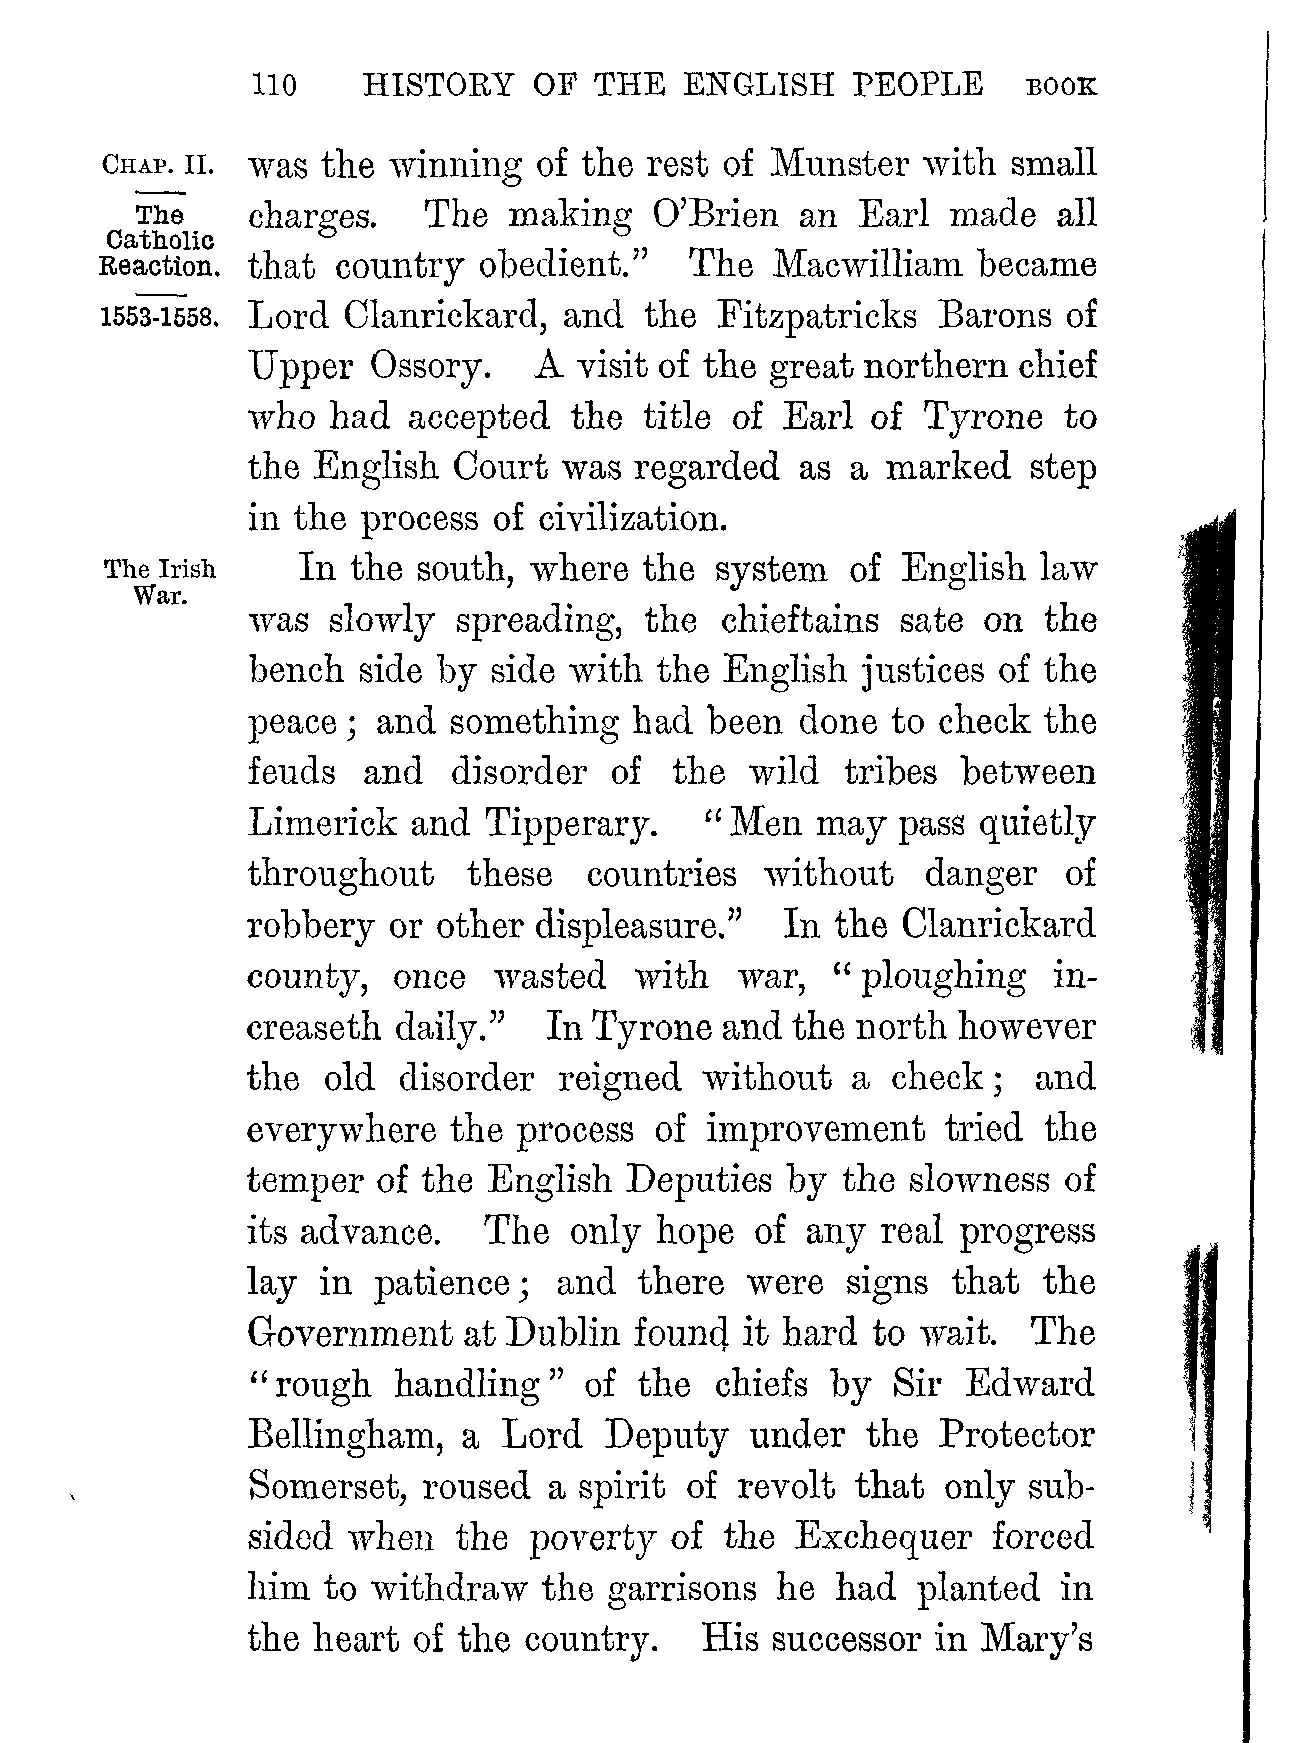 110 HISTORY OF THE ENGLISH PEOPLE BOOK
CHAP. II.
The
Catholic
Reaction.
1553-1558.
was the winning of the rest of Munster with small
charges. The making O'Brien an Earl made all
that country obedient.” The Macwilliam became
Lord Clanrickard, and the Fitzpatricks Barons of
Upper Ossory. A visit of the great northern chief
who had accepted the title of Earl of Tyrone to
the English Court was regarded as a marked step
in the process of civilization.
The Irish
War.
In the south, where the system of English law
was slowly spreading, the chieftains sate on the
bench side by side with the English justices of the
peace; and something had been done to check the
feuds and disorder of the wild tribes between
Limerick and Tipperary. “Men may pass quietly
throughout these countries without danger of
robbery or other displeasure.” In the Clanrickard
county, once wasted with war, “ploughing in-
creaseth daily.” In Tyrone and the north however
the old disorder reigned without a check; and
everywhere the process of improvement tried the
temper of the English Deputies by the slowness of
its advance. The only hope of any real progress
lay in patience; and there were signs that the
Government at Dublin found it hard to wait. The
“rough handling” of the chiefs by Sir Edward
Bellingham, a Lord Deputy under the Protector
Somerset, roused a spirit of revolt that only sub-
sided when the poverty of the Exchequer forced
him to withdraw the garrisons he had planted in
the heart of the country. His successor in Mary's